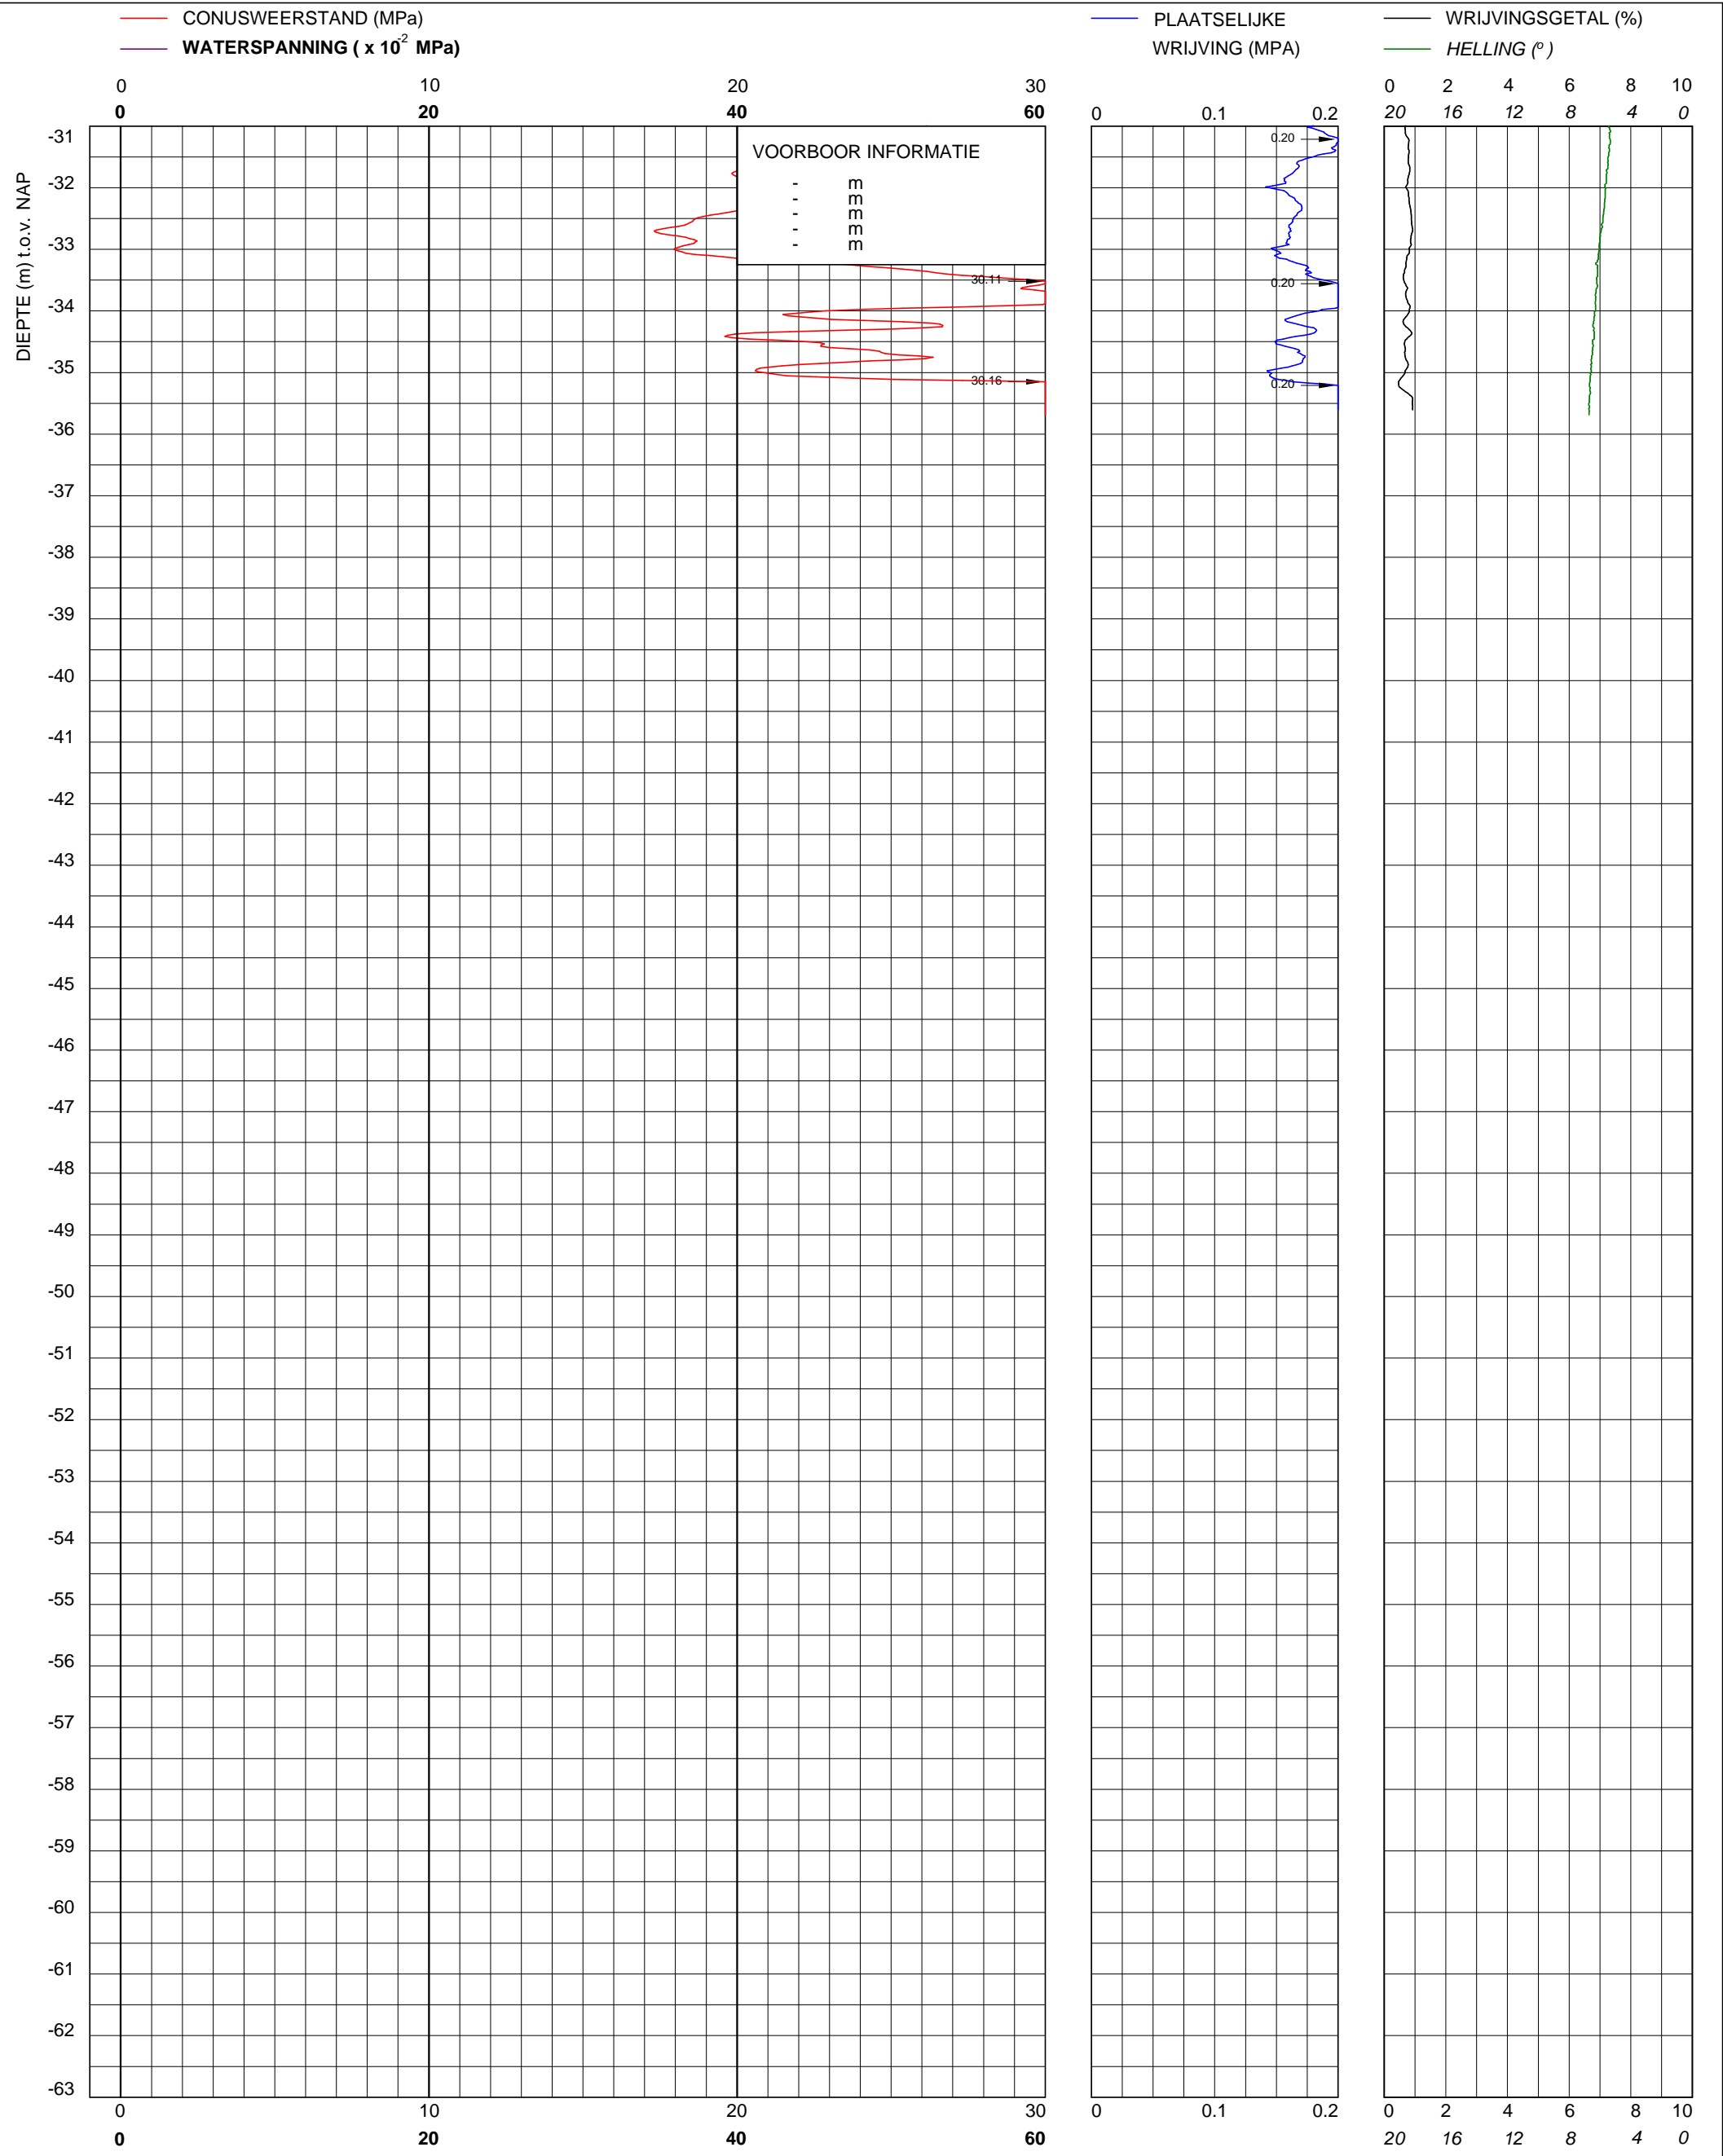 CONUSWEERSTAND (MPa)
WATERSPANNING ( x 10-2 MPa)
PLAATSELIJKE
WRIJVING (MPA)
WRIJVINGSGETAL (%)
HELLING (º )
0 10 20 30
0 20 40 60
0 0.1 0.2
0 2 4 6 8 10
20 16 12 8 4 0
DIEPTE (m) t.o.v. NAP
VOORBOOR INFORMATIE
- m
- m
- m
- m
- m
30.11
30.16
0.20
0.20
0.20
-31
-32
-33
-34
-35
-36
-37
-38
-39
-40
-41
-42
-43
-44
-45
-46
-47
-48
-49
-50
-51
-52
-53
-54
-55
-56
-57
-58
-59
-60
-61
-62
-63
0 10 20 30
0 20 40 60
0 0.1 0.2
0 2 4 6 8 10
20 16 12 8 4 0